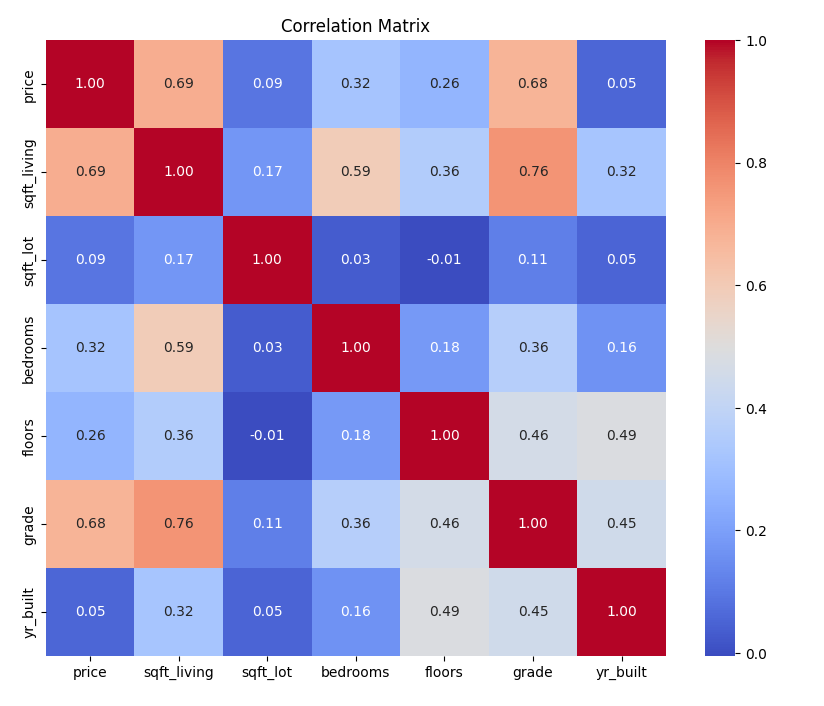 Correlation Matrix
price 1.00 0.69 0.09 0.32 0.26 0.68 0.05
sqft_living 0.69 1.00 0.17 0.59 0.36 0.76 0.32
sqft_lot 0.09 0.17 1.00 0.03 -0.01 0.11 0.05
bedrooms 0.32 0.59 0.03 1.00 0.18 0.36 0.16
floors 0.26 0.36 -0.01 0.18 1.00 0.46 0.49
grade 0.68 0.76 0.11 0.36 0.46 1.00 0.45
yr_built 0.05 0.32 0.05 0.16 0.49 0.45 1.00
price sqft_living sqft_lot bedrooms floors grade yr_built
1.0
0.8
0.6
0.4
0.2
0.0